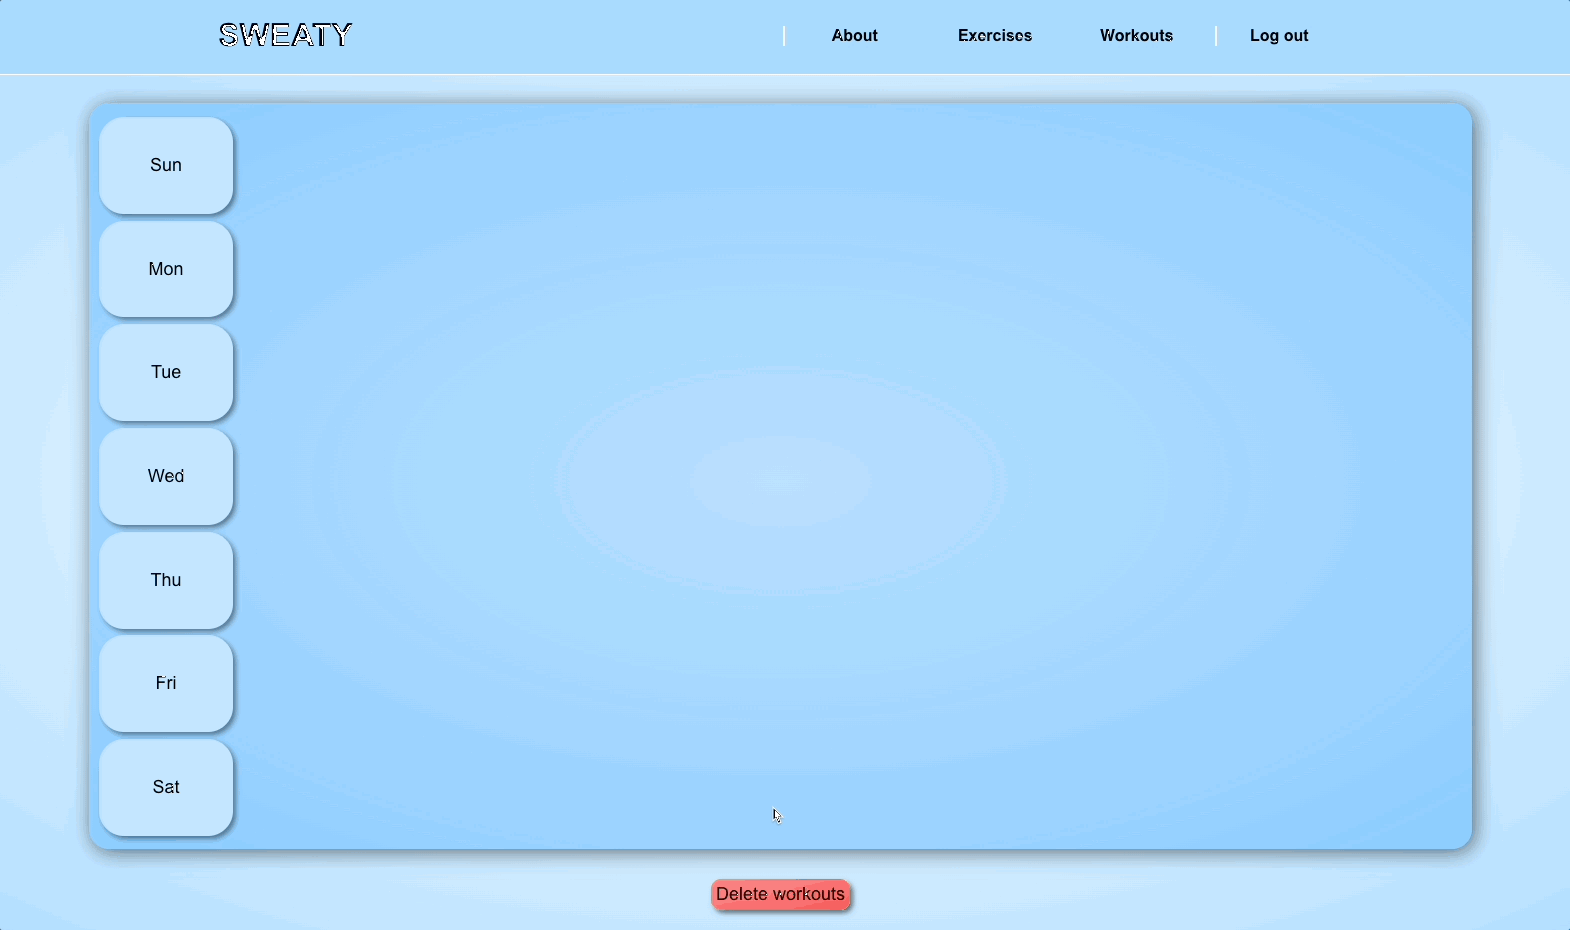 SWEATY
About Exercises Workouts Log out
Sun
Mon
Tue
Wed
Thu
Fri
Sat
Delete workouts